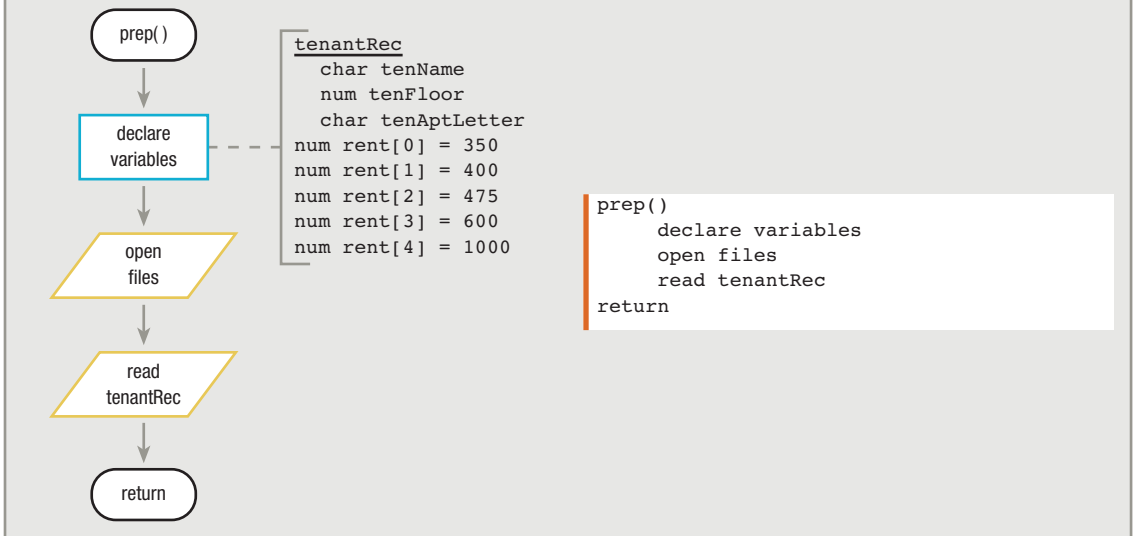 prep( )
declare
variables
open
files
read
tenantRec
return
tenantRec
char tenName
num tenFloor
char tenAptLetter
num rent[0] = 350
num rent[1] = 400
num rent[2] = 475
num rent[3] = 600
num rent[4] = 1000
prep()
declare variables
open files
read tenantRec
return